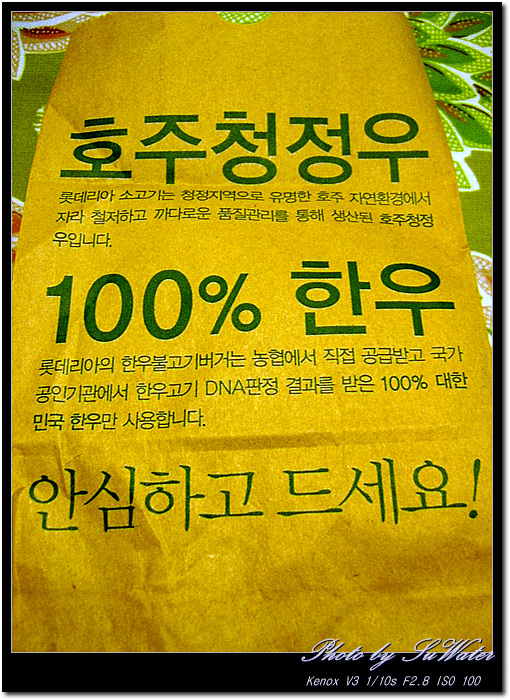 호주청정우
롯데리아 소고기는 청정지역으로 유명한 호주 자연환경에서
자라 철저하고 까다로운 품질관리를 통해 생산된 호주청정
우입니다.
100% 한우
롯데리아의 한우불고기버거는 농협에서 직접 공급받고 국가
공인기관에서 한우고기 DNA판정 결과를 받은 100% 대한
민국 한우만 사용합니다.
안심하고 드세요!
Photo by SuWater
Kenox V3 1/10s F2.8 ISO 100